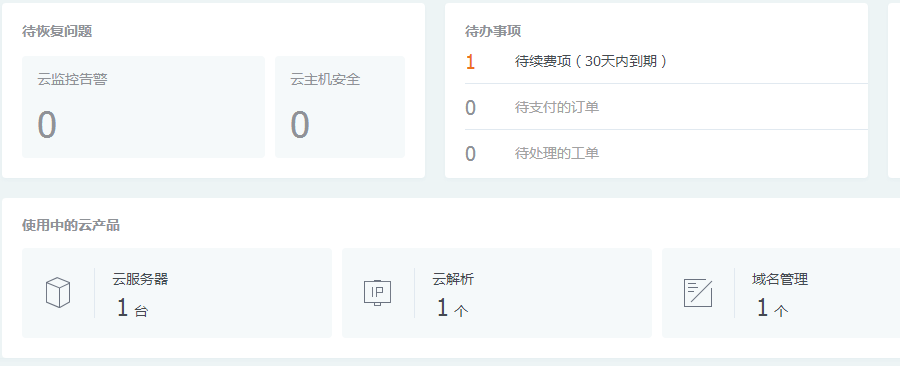 待恢复问题
云监控告警
0
云主机安全
0
待办事项
1 待续费项（30天内到期）
0 待支付的订单
0 待处理的工单
使用中的云产品
云服务器
1 台
IP
云解析
1 个
域名管理
1 个